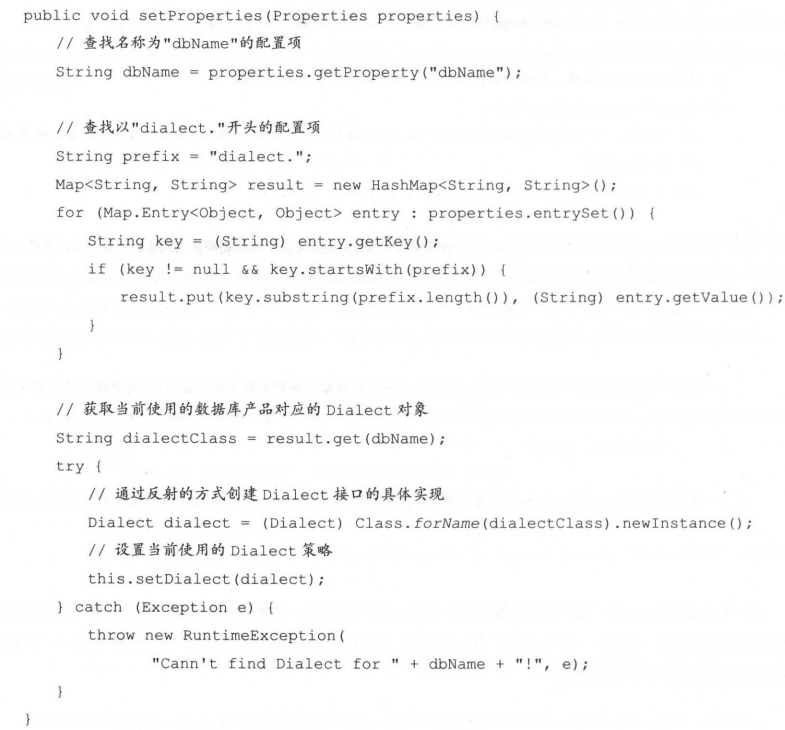 public void setProperties(Properties properties) {
// 查找名称为"dbName"的配置项
String dbName = properties.getProperty("dbName");
// 查找以"dialect."开头的配置项
String prefix = "dialect.";
Map<String, String> result = new HashMap<String, String>();
for (Map.Entry<Object, Object> entry : properties.entrySet()) {
String key = (String) entry.getKey();
if (key != null && key.startsWith(prefix)) {
result.put(key.substring(prefix.length()), (String) entry.getValue());
}
}
// 获取当前使用的数据库产品对应的 Dialect 对象
String dialectClass = result.get(dbName);
try {
// 通过反射的方式创建 Dialect 接口的具体实现
Dialect dialect = (Dialect) Class.forName(dialectClass).newInstance();
// 设置当前使用的 Dialect 策略
this.setDialect(dialect);
} catch (Exception e) {
throw new RuntimeException(
"Cann't find Dialect for " + dbName + "!", e);
}
}